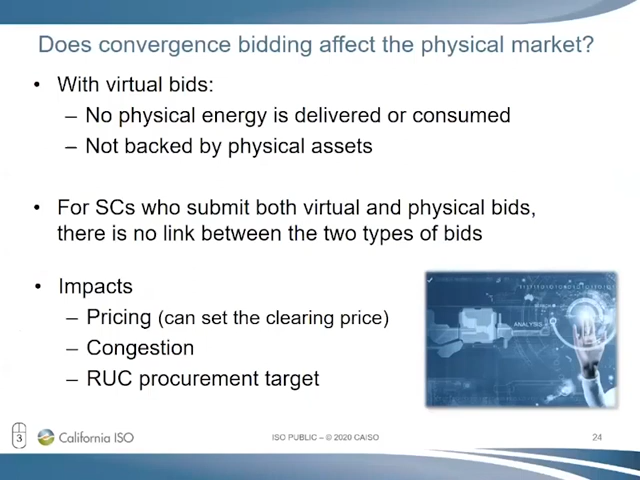 Does convergence bidding affect the physical market?
• With virtual bids:
– No physical energy is delivered or consumed
– Not backed by physical assets
• For SCs who submit both virtual and physical bids,
there is no link between the two types of bids
• Impacts
– Pricing (can set the clearing price)
– Congestion
– RUC procurement target
ANALYSIS
3
California ISO
ISO PUBLIC – © 2020 CAISO
24